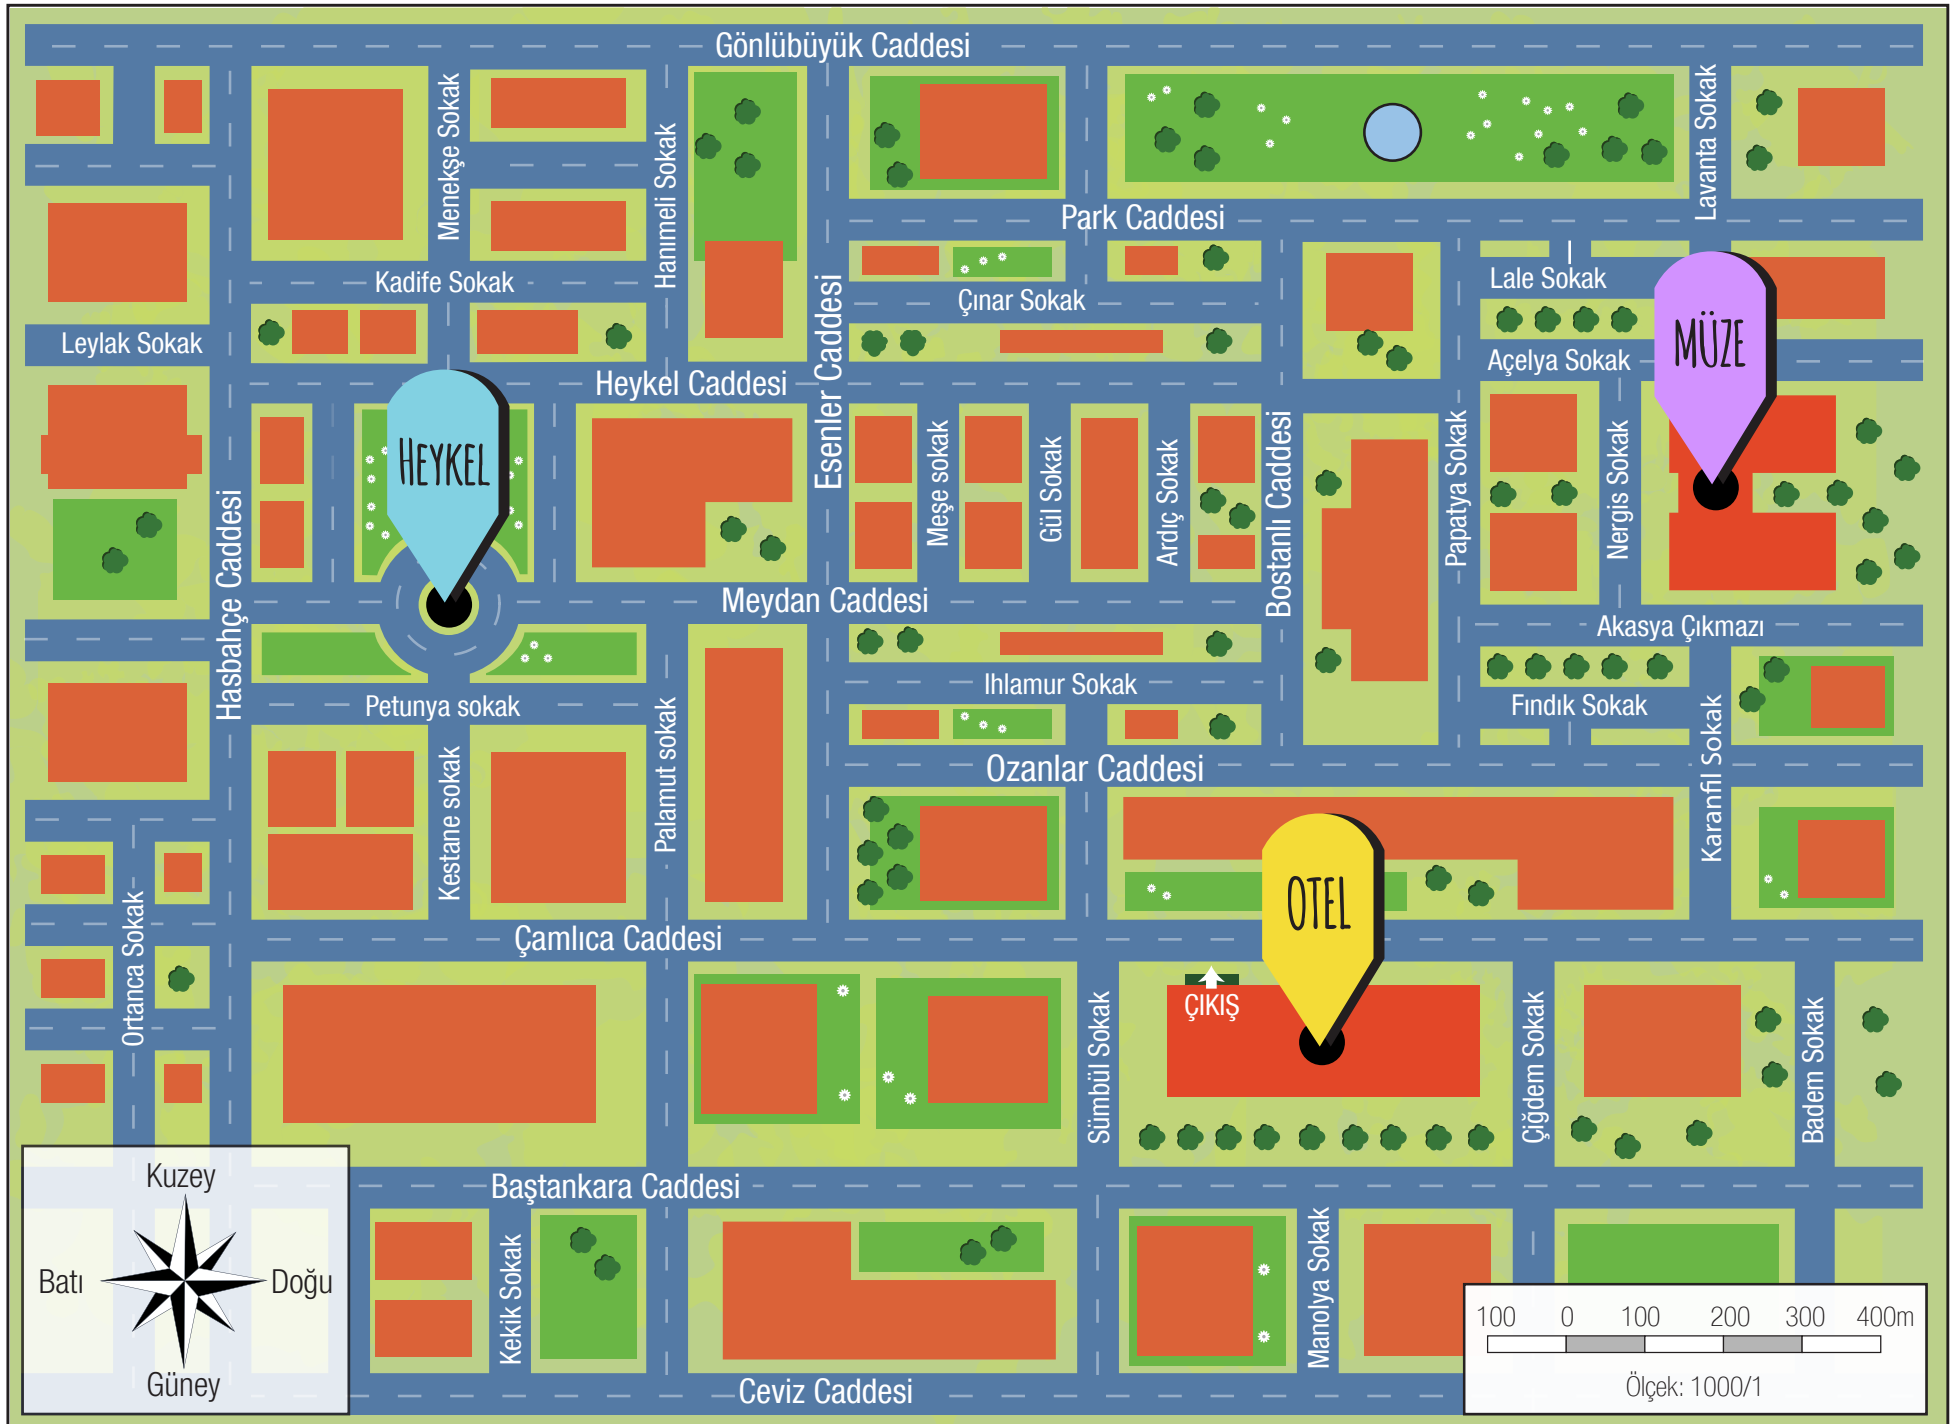 Gönlübüyük Caddesi
Menekşe Sokak
Hanımeli Sokak
Lavanta Sokak
Park Caddesi
Kadife Sokak
Lale Sokak
Çınar Sokak
Leylak Sokak
Açelya Sokak
MÜZE
Heykel Caddesi
Esenler Caddesi
HEYKEL
Meşe sokak
Gül Sokak
Ardıç Sokak
Bostanlı Caddesi
Papatya Sokak
Nergis Sokak
Hasbahçe Caddesi
Meydan Caddesi
Akasya Çıkmazı
Ihlamur Sokak
Petunya sokak
Fındık Sokak
Palamut sokak
Karanfil Sokak
Kestane sokak
Ozanlar Caddesi
OTEL
Ortanca Sokak
Çamlıca Caddesi
ÇIKIŞ
Sümbül Sokak
Çiğdem Sokak
Badem Sokak
Baştankara Caddesi
Kekik Sokak
Manolya Sokak
Ceviz Caddesi
Kuzey
Batı
Doğu
Güney
100 0 100 200 300 400m
Ölçek: 1000/1